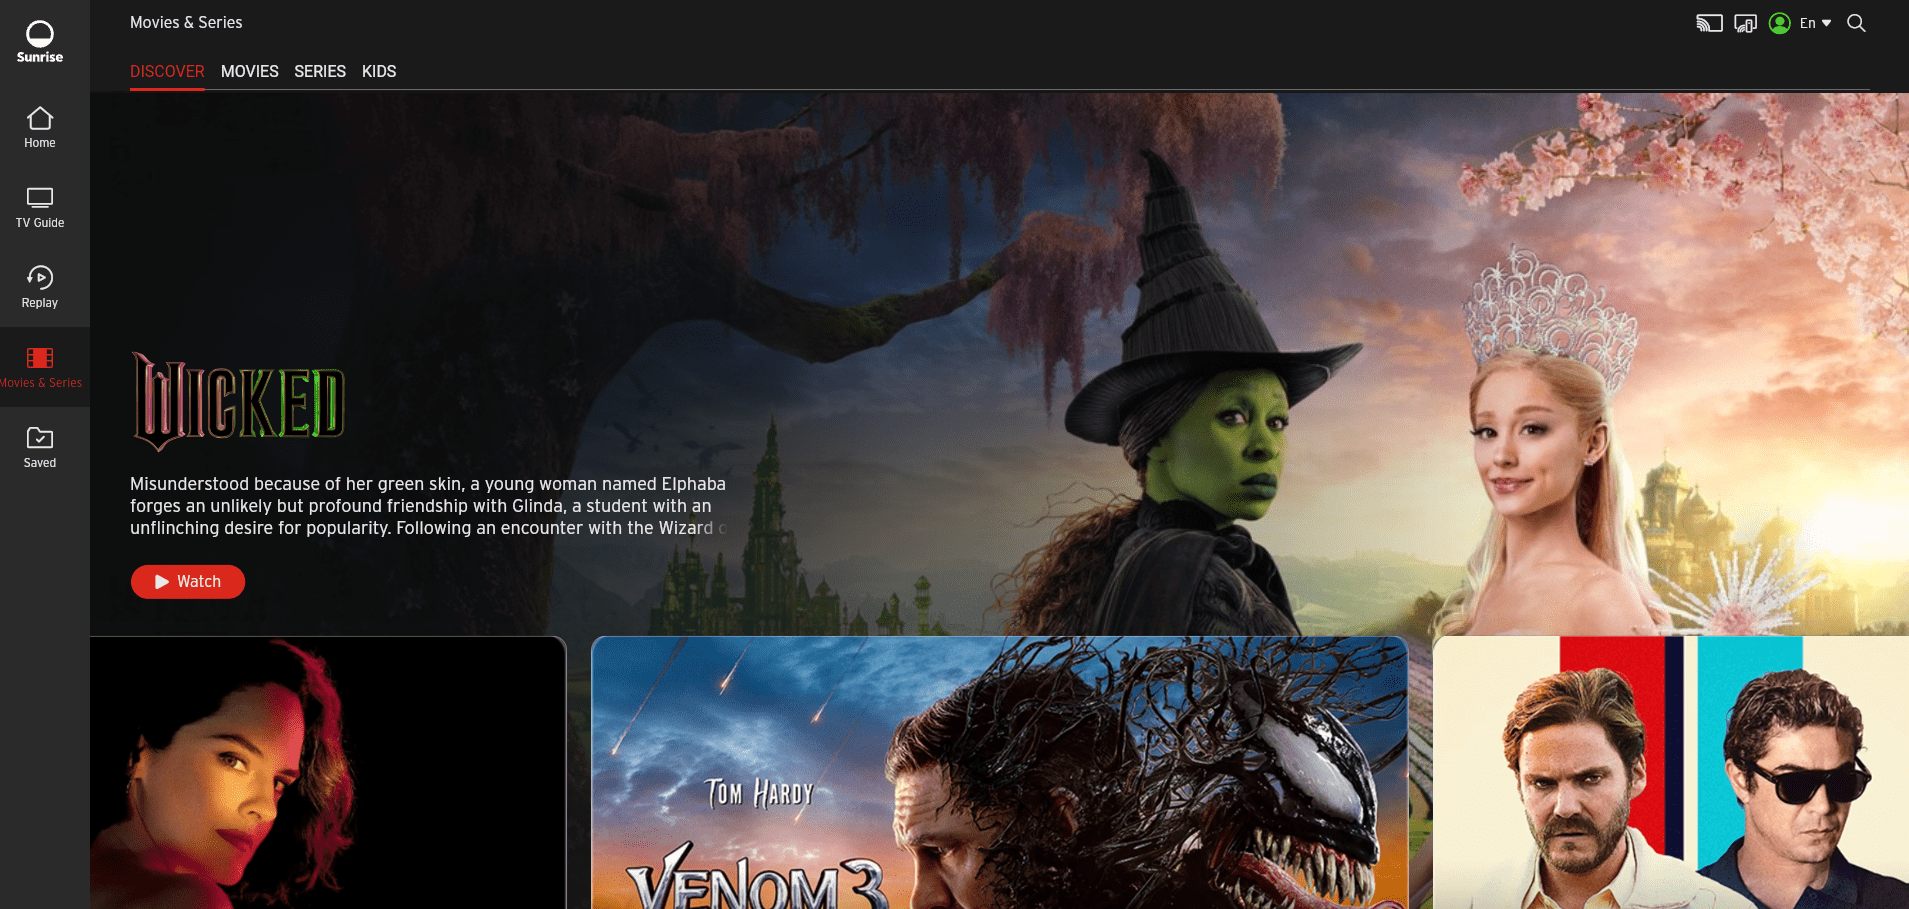 Sunrise
Movies & Series
En
DISCOVER MOVIES SERIES KIDS
Home
TV Guide
Replay
Movies & Series
Saved
WICKED
Misunderstood because of her green skin, a young woman named Elphaba
forges an unlikely but profound friendship with Glinda, a student with an
unflinching desire for popularity. Following an encounter with the Wizard o
Watch
TOM HARDY
VENOM 3